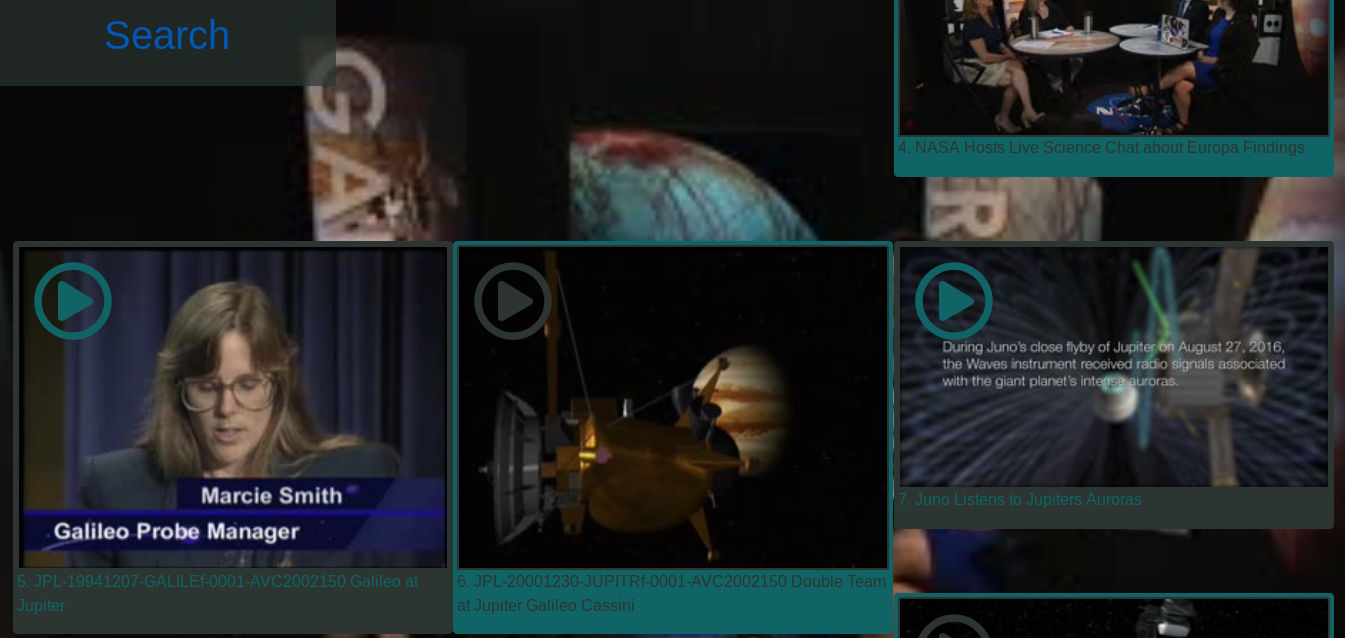 Search
GA
ER
4. NASA Hosts Live Science Chat about Europa Findings
Marcie Smith
Galileo Probe Manager
5. JPL-19941207-GALILEf-0001-AVC2002150 Galileo at
Jupiter
6. JPL-20001230-JUPITRf-0001-AVC2002150 Double Team
at Jupiter Galileo Cassini
During Juno's close flyby of Jupiter on August 27, 2016,
the Waves instrument received radio signals associated
with the giant planet's intense auroras.
7. Juno Listens to Jupiters Auroras